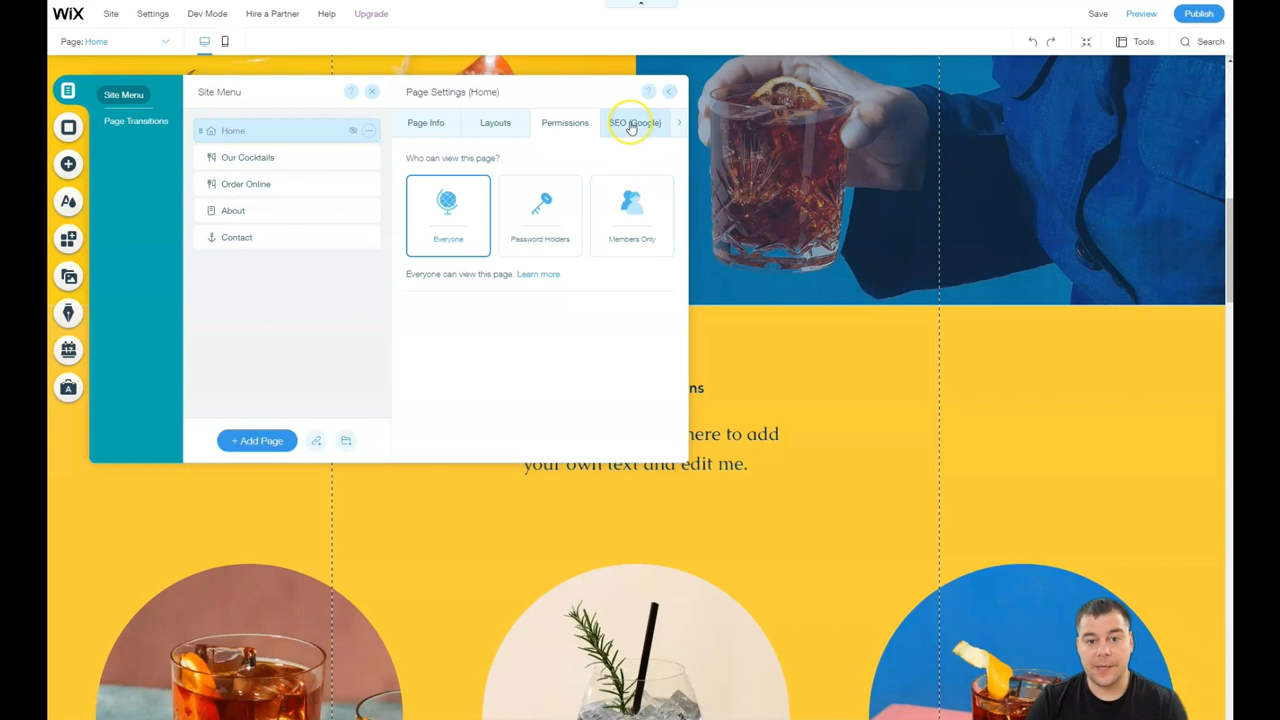 WiX Site Settings Dev Mode Hire a Partner Help Upgrade Save Preview Publish
Page: Home Tools Search
Site Menu
Page Transitions
Site Menu ?
Home
Our Cocktails
Order Online
About
Contact
+ Add Page
Page Settings (Home) ?
Page Info Layouts Permissions SEO (Google)
Who can view this page?
Everyone Password Holders Members Only
Everyone can view this page. Learn more
ns
here to add
your own text and edit me.